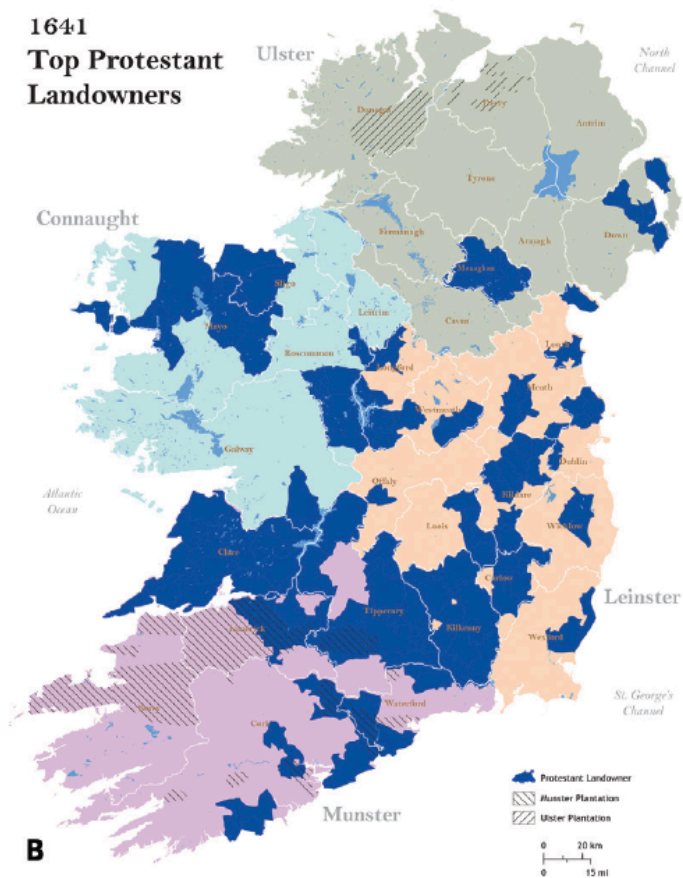 1641
Top Protestant
Landowners
Ulster
North
Channel
Donegal
Derry
Antrim
Tyrone
Connaught
Fermanagh
Armagh
Down
Monaghan
Sligo
Cavan
Leitrim
Mayo
Roscommon
Longford
Louth
Meath
Westmeath
Galway
Dublin
Offaly
Kildare
Atlantic
Ocean
Laois
Wicklow
Clare
Carlow
Leinster
Tipperary
Limerick
Kilkenny
Wexford
St. George's
Channel
Kerry
Waterford
Cork
Munster
Protestant Landowner
Munster Plantation
Ulster Plantation
B
0 20 km
0 15 mi